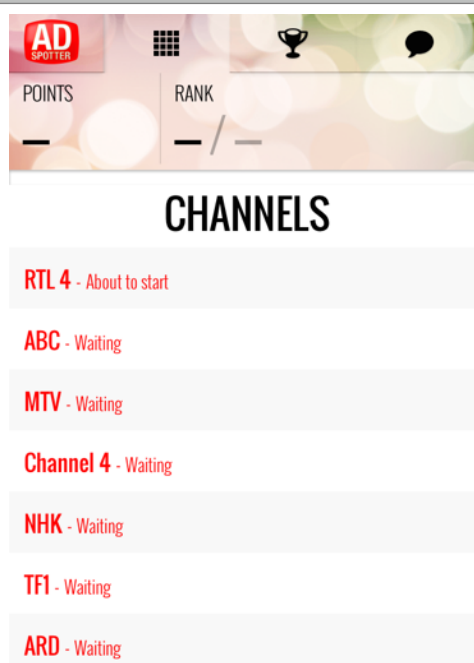 AD
SPOTTER
POINTS RANK
– – / –
CHANNELS
RTL 4 - About to start
ABC - Waiting
MTV - Waiting
Channel 4 - Waiting
NHK - Waiting
TF1 - Waiting
ARD - Waiting